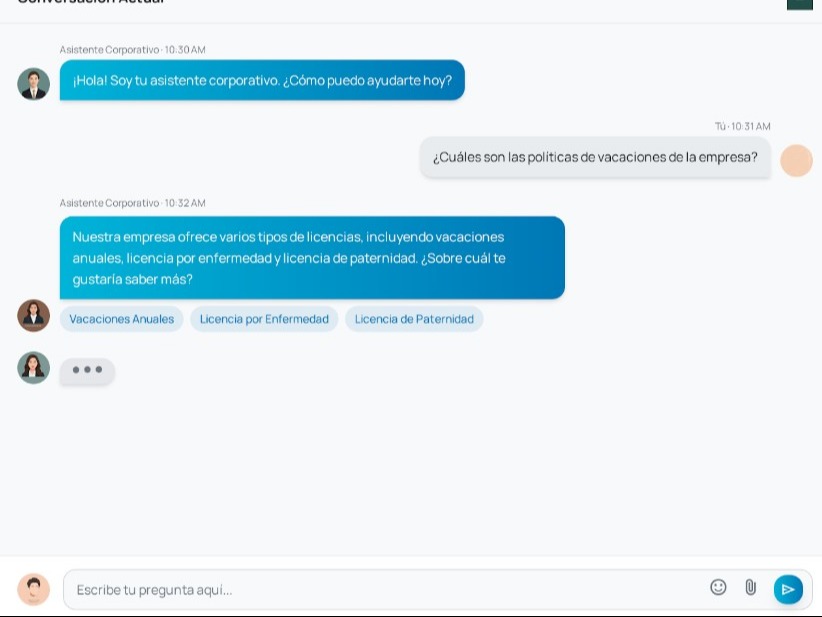 Conversación Actual
Asistente Corporativo · 10:30 AM
¡Hola! Soy tu asistente corporativo. ¿Cómo puedo ayudarte hoy?
Tú · 10:31 AM
¿Cuáles son las políticas de vacaciones de la empresa?
Asistente Corporativo · 10:32 AM
Nuestra empresa ofrece varios tipos de licencias, incluyendo vacaciones
anuales, licencia por enfermedad y licencia de paternidad. ¿Sobre cuál te
gustaría saber más?
Vacaciones Anuales
Licencia por Enfermedad
Licencia de Paternidad
Escribe tu pregunta aquí...